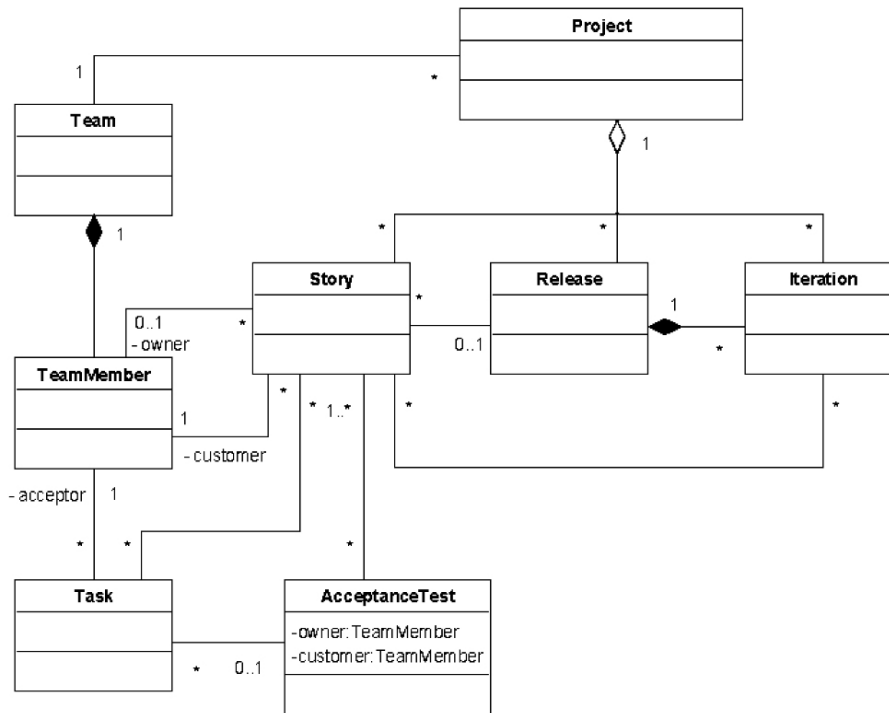 Project
1
*
Team
1
1
*
*
*
Story
Release
Iteration
*
1
0..1
*
- owner
0..1
*
TeamMember
*
*
1..*
*
*
1
- customer
- acceptor
1
*
*
*
Task
AcceptanceTest
-owner:TeamMember
-customer:TeamMember
*
0..1